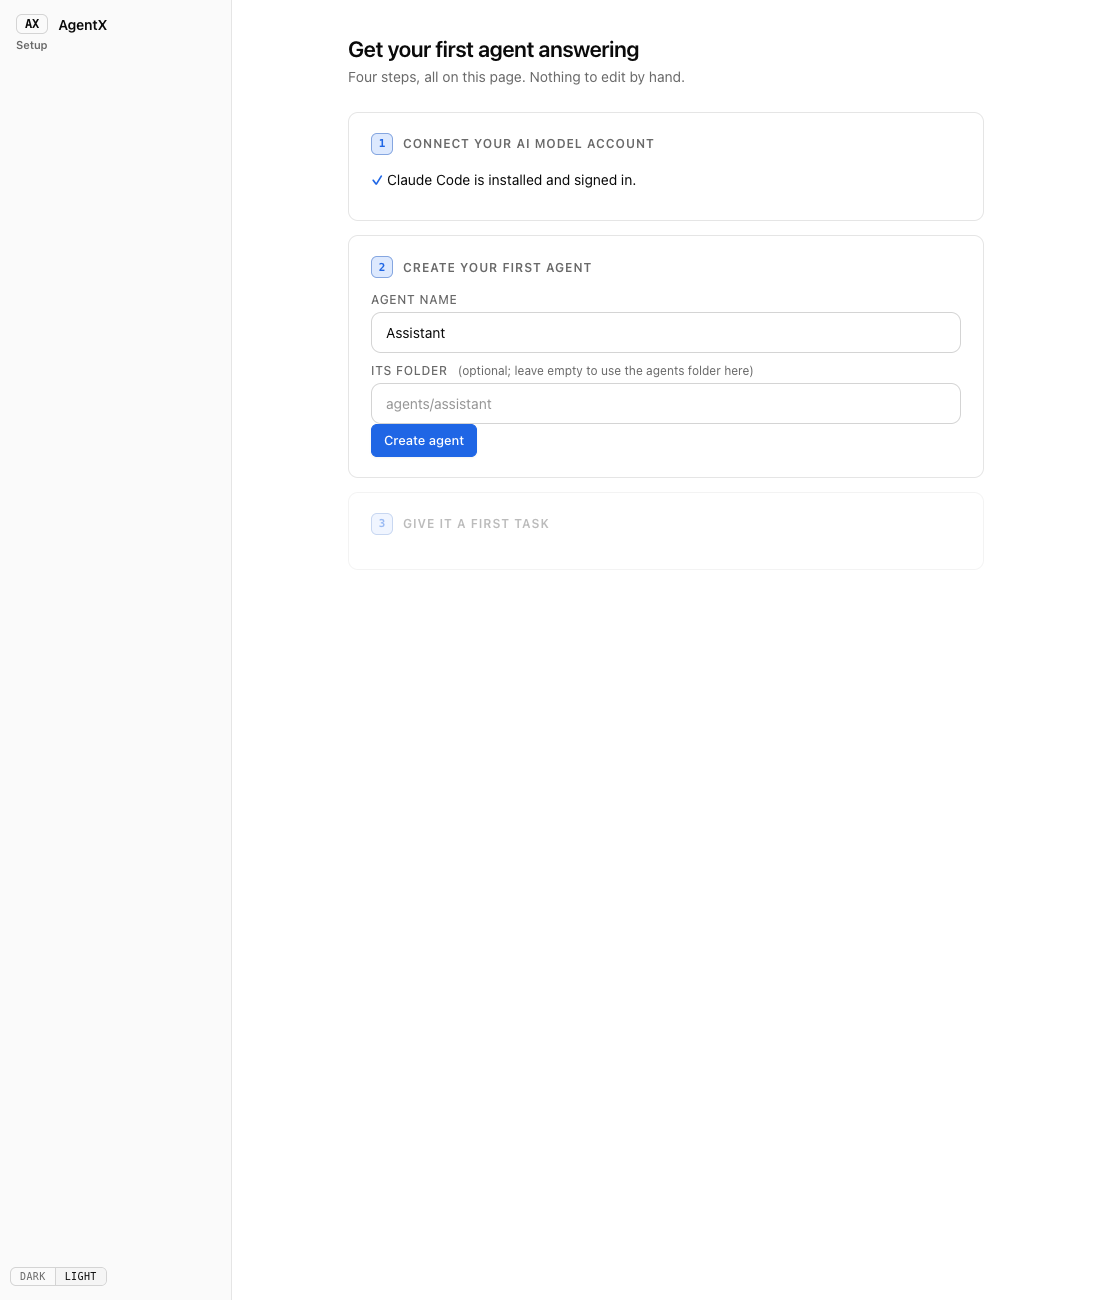 AX AgentX
Setup
Get your first agent answering
Four steps, all on this page. Nothing to edit by hand.
1 CONNECT YOUR AI MODEL ACCOUNT
✓ Claude Code is installed and signed in.
2 CREATE YOUR FIRST AGENT
AGENT NAME
Assistant
ITS FOLDER (optional; leave empty to use the agents folder here)
agents/assistant
Create agent
3 GIVE IT A FIRST TASK
DARK LIGHT